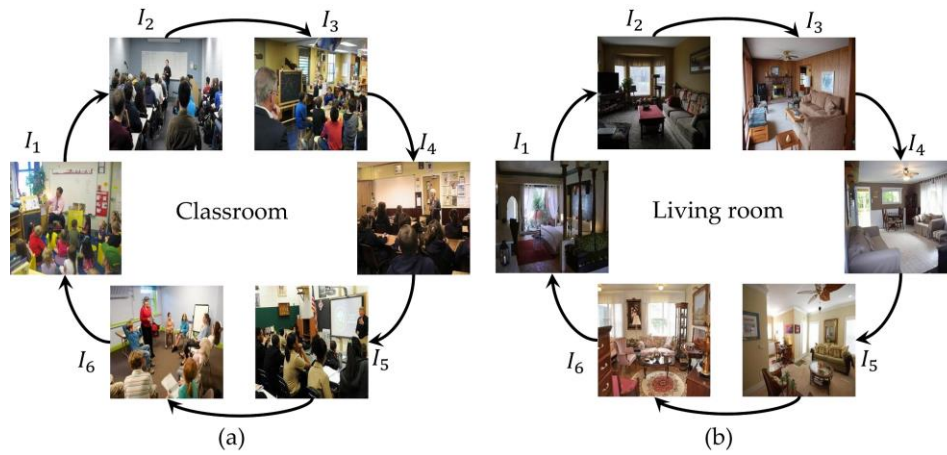 I₂ I₃
I₁ I₄
Classroom
I₆ I₅
(a)
I₂ I₃
I₁ I₄
Living room
I₆ I₅
(b)